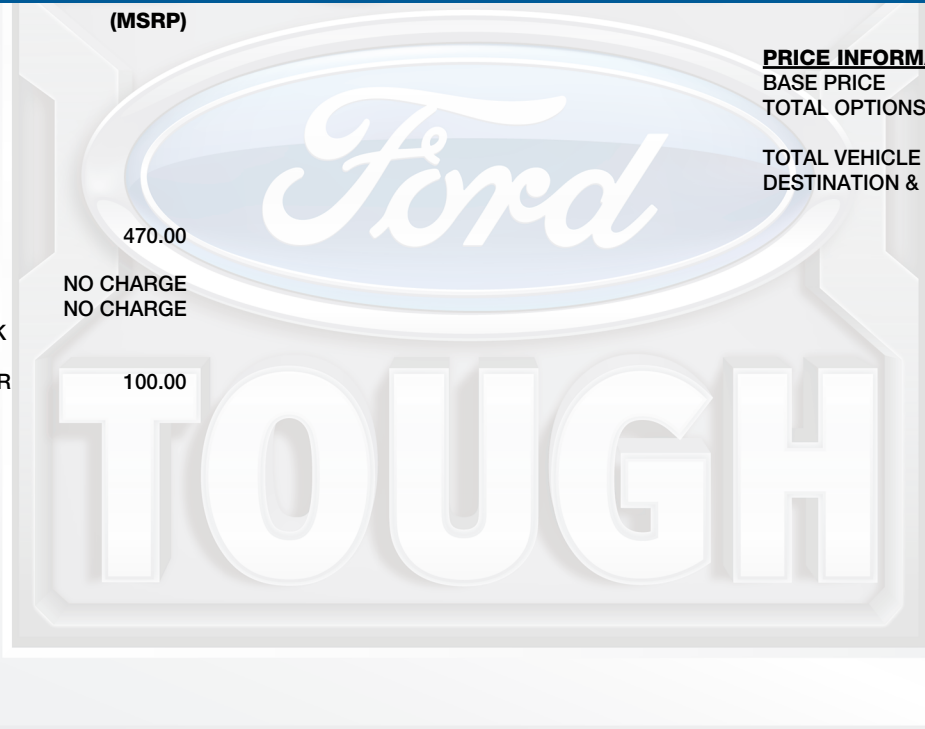 (MSRP)
470.00
NO CHARGE
NO CHARGE
K
R 100.00
PRICE INFORMA
BASE PRICE
TOTAL OPTIONS
TOTAL VEHICLE
DESTINATION &
Ford
TOUGH